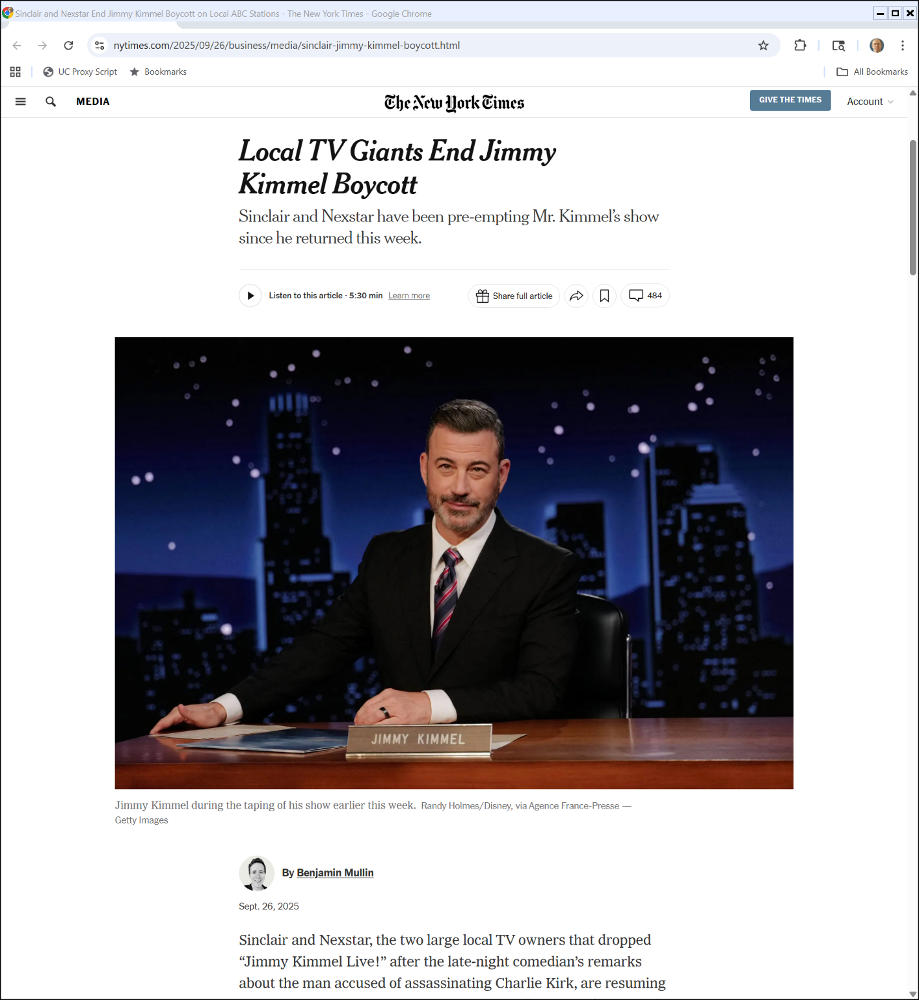 Sinclair and Nexstar End Jimmy Kimmel Boycott on Local ABC Stations - The New York Times - Google Chrome
nytimes.com/2025/09/26/business/media/sinclair-jimmy-kimmel-boycott.html
UC Proxy Script
Bookmarks
All Bookmarks
MEDIA
The New York Times
GIVE THE TIMES
Account
Local TV Giants End Jimmy
Kimmel Boycott
Sinclair and Nexstar have been pre-empting Mr. Kimmel’s show
since he returned this week.
Listen to this article · 5:30 min Learn more
Share full article
484
JIMMY KIMMEL
Jimmy Kimmel during the taping of his show earlier this week. Randy Holmes/Disney, via Agence France-Presse —
Getty Images
By Benjamin Mullin
Sept. 26, 2025
Sinclair and Nexstar, the two large local TV owners that dropped
“Jimmy Kimmel Live!” after the late-night comedian’s remarks
about the man accused of assassinating Charlie Kirk, are resuming